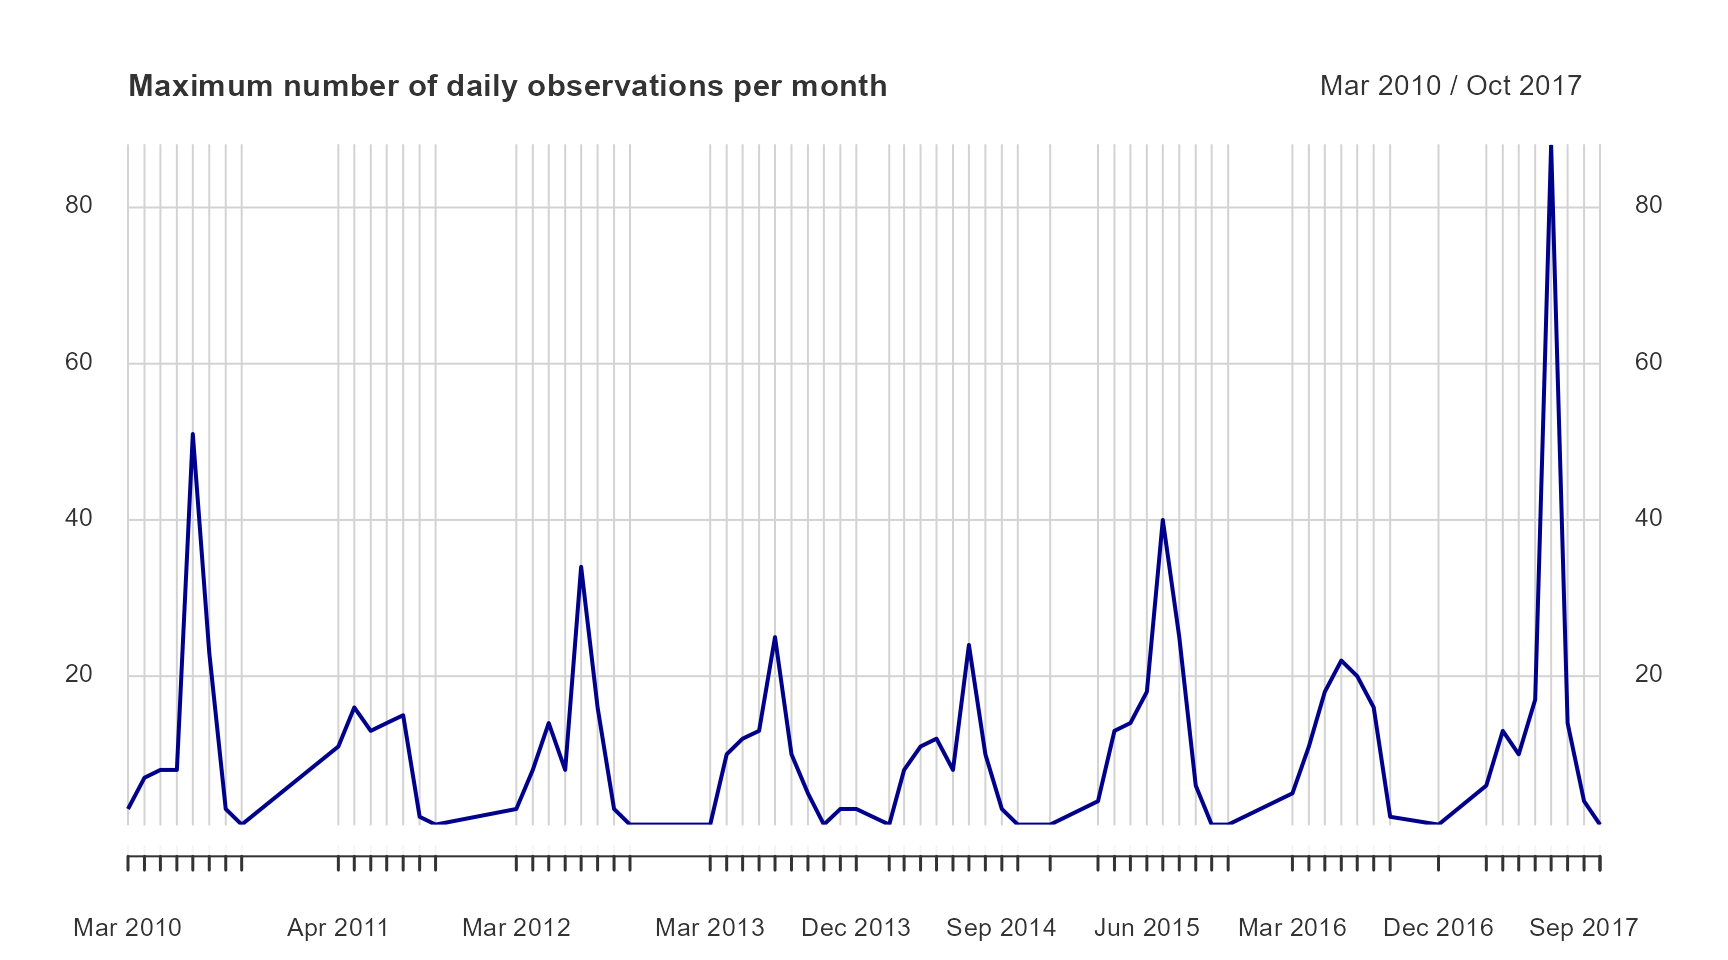 Maximum number of daily observations per month Mar 2010 / Oct 2017
80 80
60 60
40 40
20 20
Mar 2010 Apr 2011 Mar 2012 Mar 2013 Dec 2013 Sep 2014 Jun 2015 Mar 2016 Dec 2016 Sep 2017